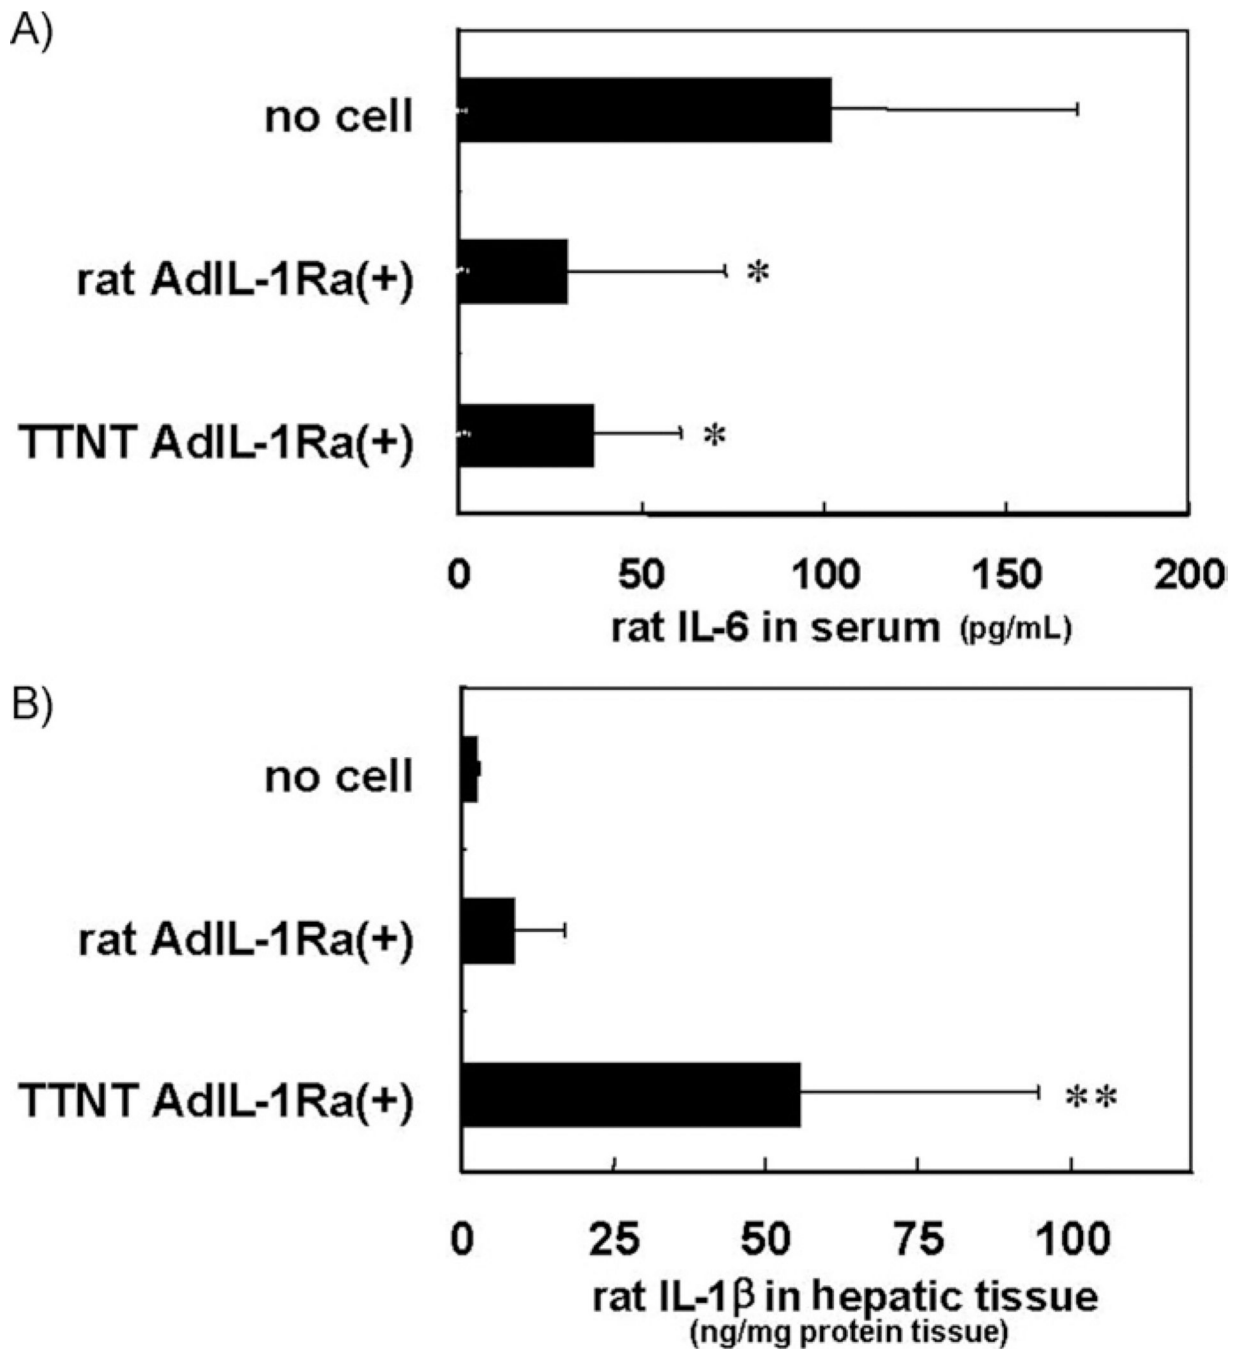 A)
no cell
rat AdIL-1Ra(+)
*
TTNT AdIL-1Ra(+)
*
0 50 100 150 200
rat IL-6 in serum (pg/mL)
B)
no cell
rat AdIL-1Ra(+)
TTNT AdIL-1Ra(+)
**
0 25 50 75 100
rat IL-1β in hepatic tissue
(ng/mg protein tissue)